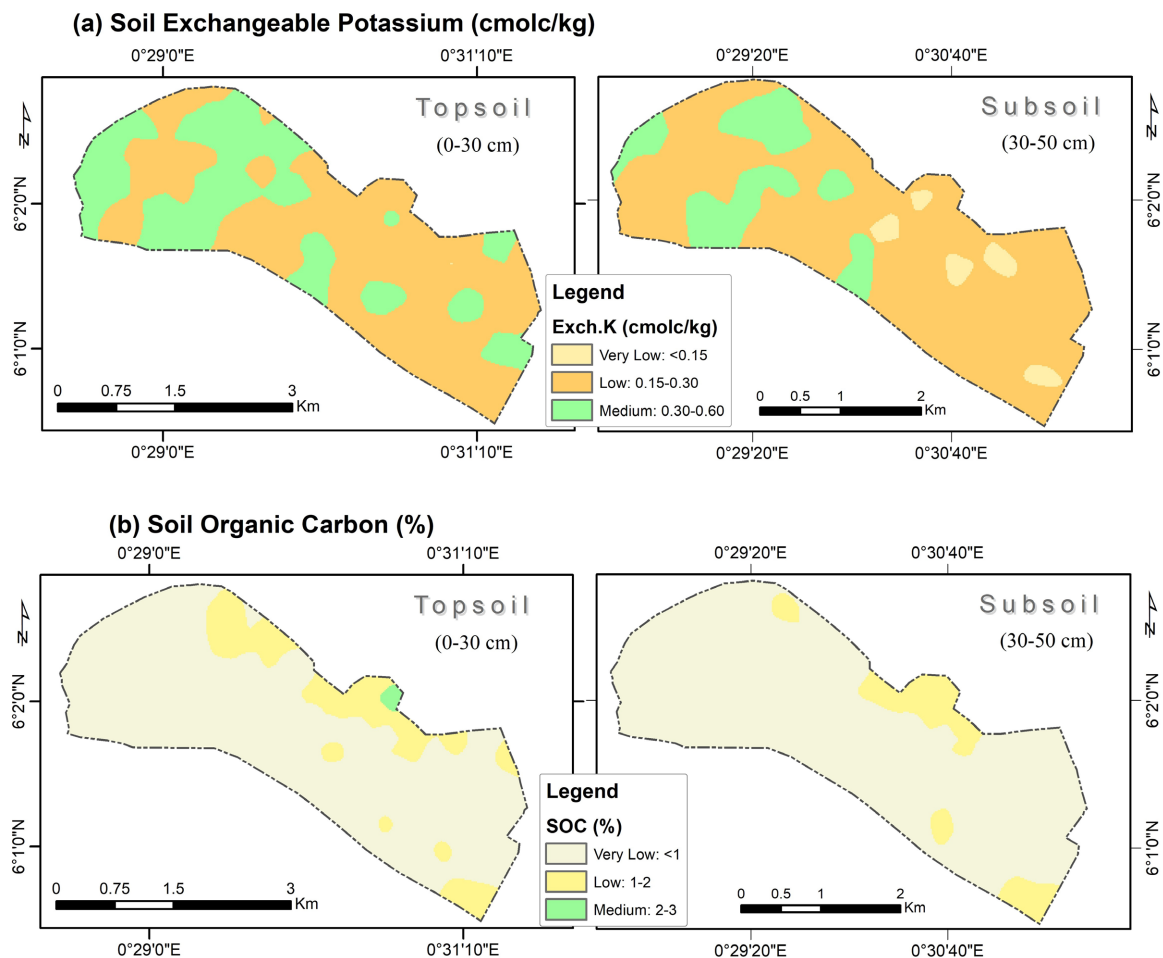 (a) Soil Exchangeable Potassium (cmolc/kg)
0°29'0"E 0°31'10"E 0°29'20"E 0°30'40"E
Topsoil
(0-30 cm)
Subsoil
(30-50 cm)
N N
6°2'0"N 6°2'0"N
6°1'0"N 6°1'0"N
Legend
Exch.K (cmolc/kg)
Very Low: <0.15
Low: 0.15-0.30
Medium: 0.30-0.60
0 0.75 1.5 3
Km
0 0.5 1 2
Km
0°29'0"E 0°31'10"E 0°29'20"E 0°30'40"E
(b) Soil Organic Carbon (%)
0°29'0"E 0°31'10"E 0°29'20"E 0°30'40"E
Topsoil
(0-30 cm)
Subsoil
(30-50 cm)
N N
6°2'0"N 6°2'0"N
6°1'0"N 6°1'0"N
Legend
SOC (%)
Very Low: <1
Low: 1-2
Medium: 2-3
0 0.75 1.5 3
Km
0 0.5 1 2
Km
0°29'0"E 0°31'10"E 0°29'20"E 0°30'40"E